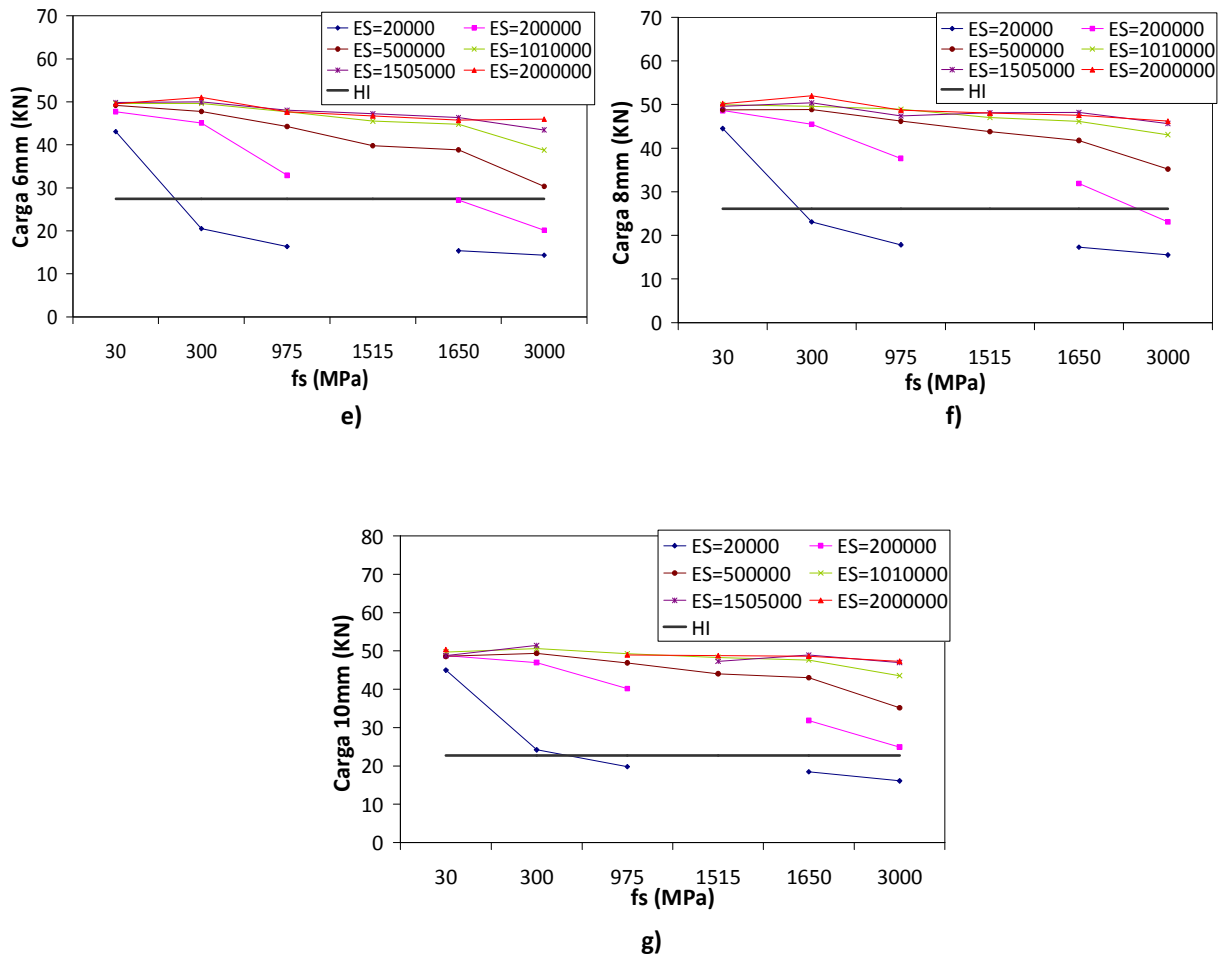 70
60
50
40
30
20
10
0
Carga 6mm (KN)
ES=20000 ES=200000
ES=500000 ES=1010000
ES=1505000 ES=2000000
HI
30 300 975 1515 1650 3000
fs (MPa)
e)
70
60
50
40
30
20
10
0
Carga 8mm (KN)
ES=20000 ES=200000
ES=500000 ES=1010000
ES=1505000 ES=2000000
HI
30 300 975 1515 1650 3000
fs (MPa)
f)
80
70
60
50
40
30
20
10
0
Carga 10mm (KN)
ES=20000 ES=200000
ES=500000 ES=1010000
ES=1505000 ES=2000000
HI
30 300 975 1515 1650 3000
fs (MPa)
g)